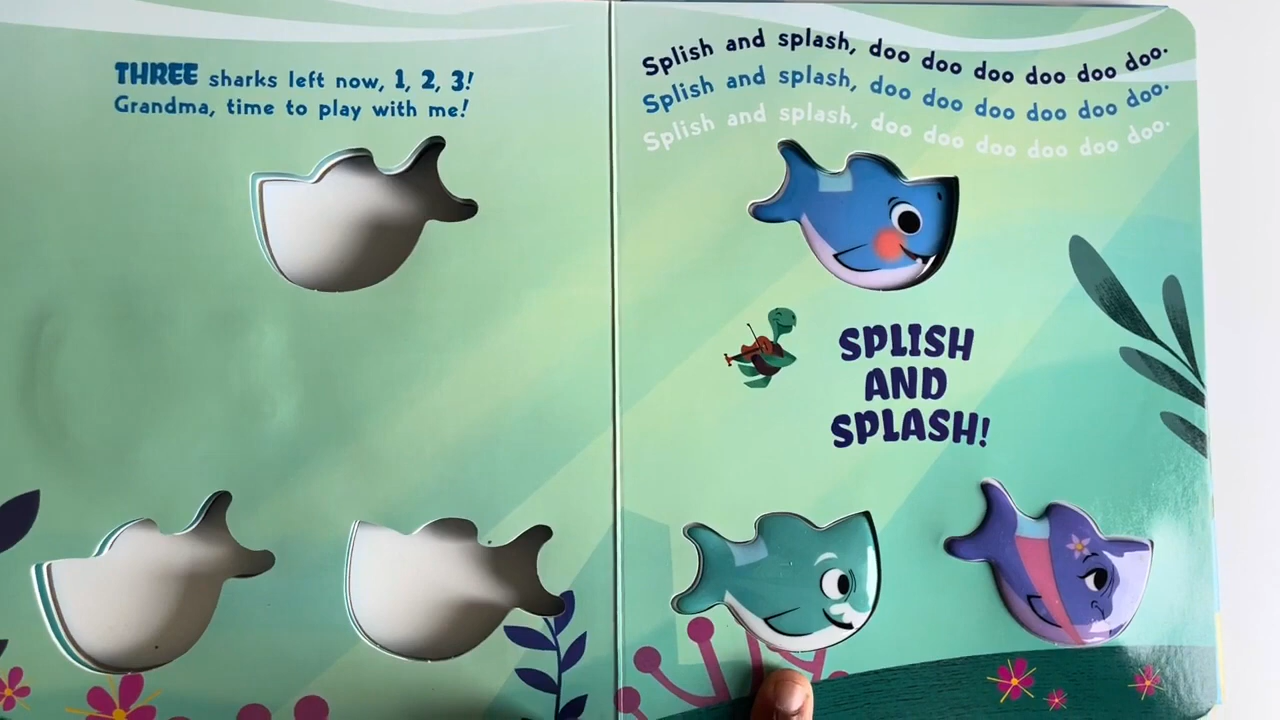 THREE sharks left now, 1, 2, 3!
Grandma, time to play with me!
Splish and splash, doo doo doo doo doo doo.
Splish and splash, doo doo doo doo doo doo.
Splish and splash, doo doo doo doo doo doo.
SPLISH
AND
SPLASH!